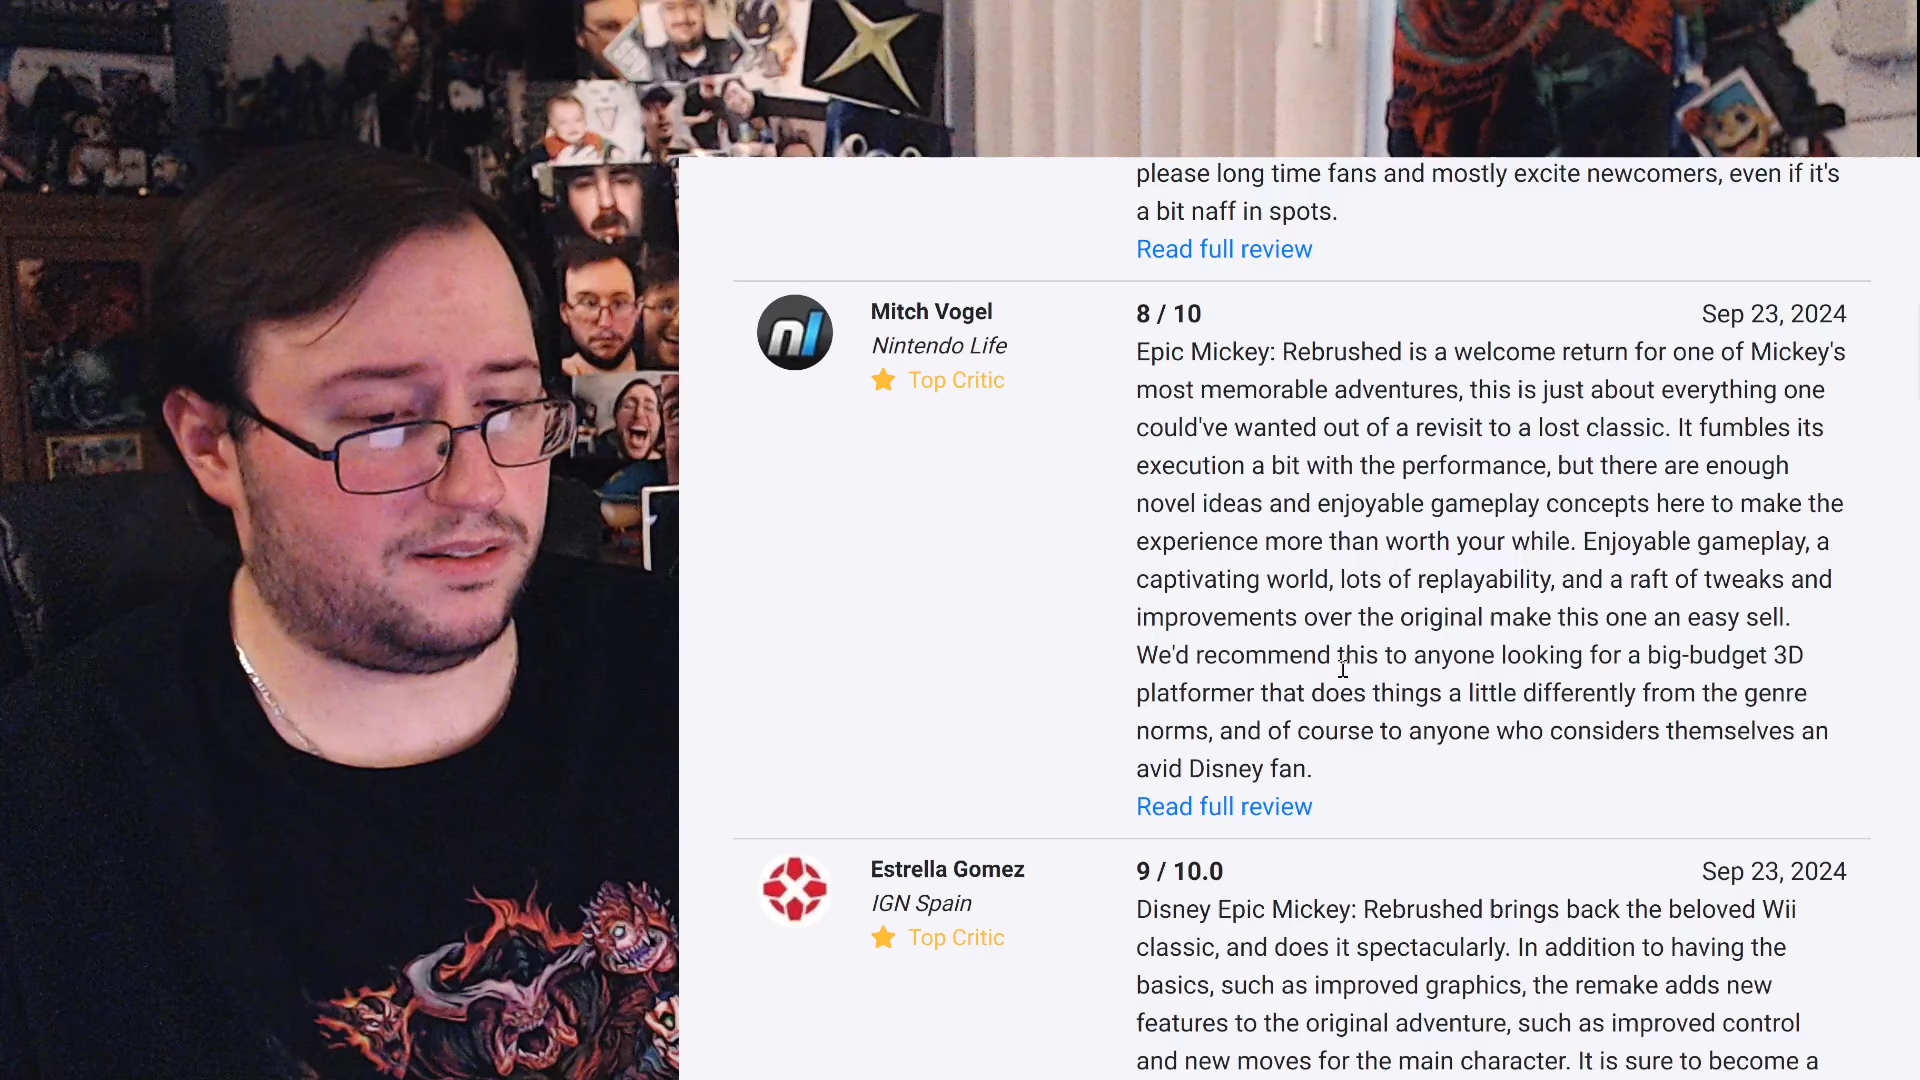 please long time fans and mostly excite newcomers, even if it's
a bit naff in spots.
Read full review
Mitch Vogel
Nintendo Life
Top Critic
8 / 10
Sep 23, 2024
Epic Mickey: Rebrushed is a welcome return for one of Mickey's
most memorable adventures, this is just about everything one
could've wanted out of a revisit to a lost classic. It fumbles its
execution a bit with the performance, but there are enough
novel ideas and enjoyable gameplay concepts here to make the
experience more than worth your while. Enjoyable gameplay, a
captivating world, lots of replayability, and a raft of tweaks and
improvements over the original make this one an easy sell.
We'd recommend this to anyone looking for a big-budget 3D
platformer that does things a little differently from the genre
norms, and of course to anyone who considers themselves an
avid Disney fan.
Read full review
Estrella Gomez
IGN Spain
Top Critic
9 / 10.0
Sep 23, 2024
Disney Epic Mickey: Rebrushed brings back the beloved Wii
classic, and does it spectacularly. In addition to having the
basics, such as improved graphics, the remake adds new
features to the original adventure, such as improved control
and new moves for the main character. It is sure to become a